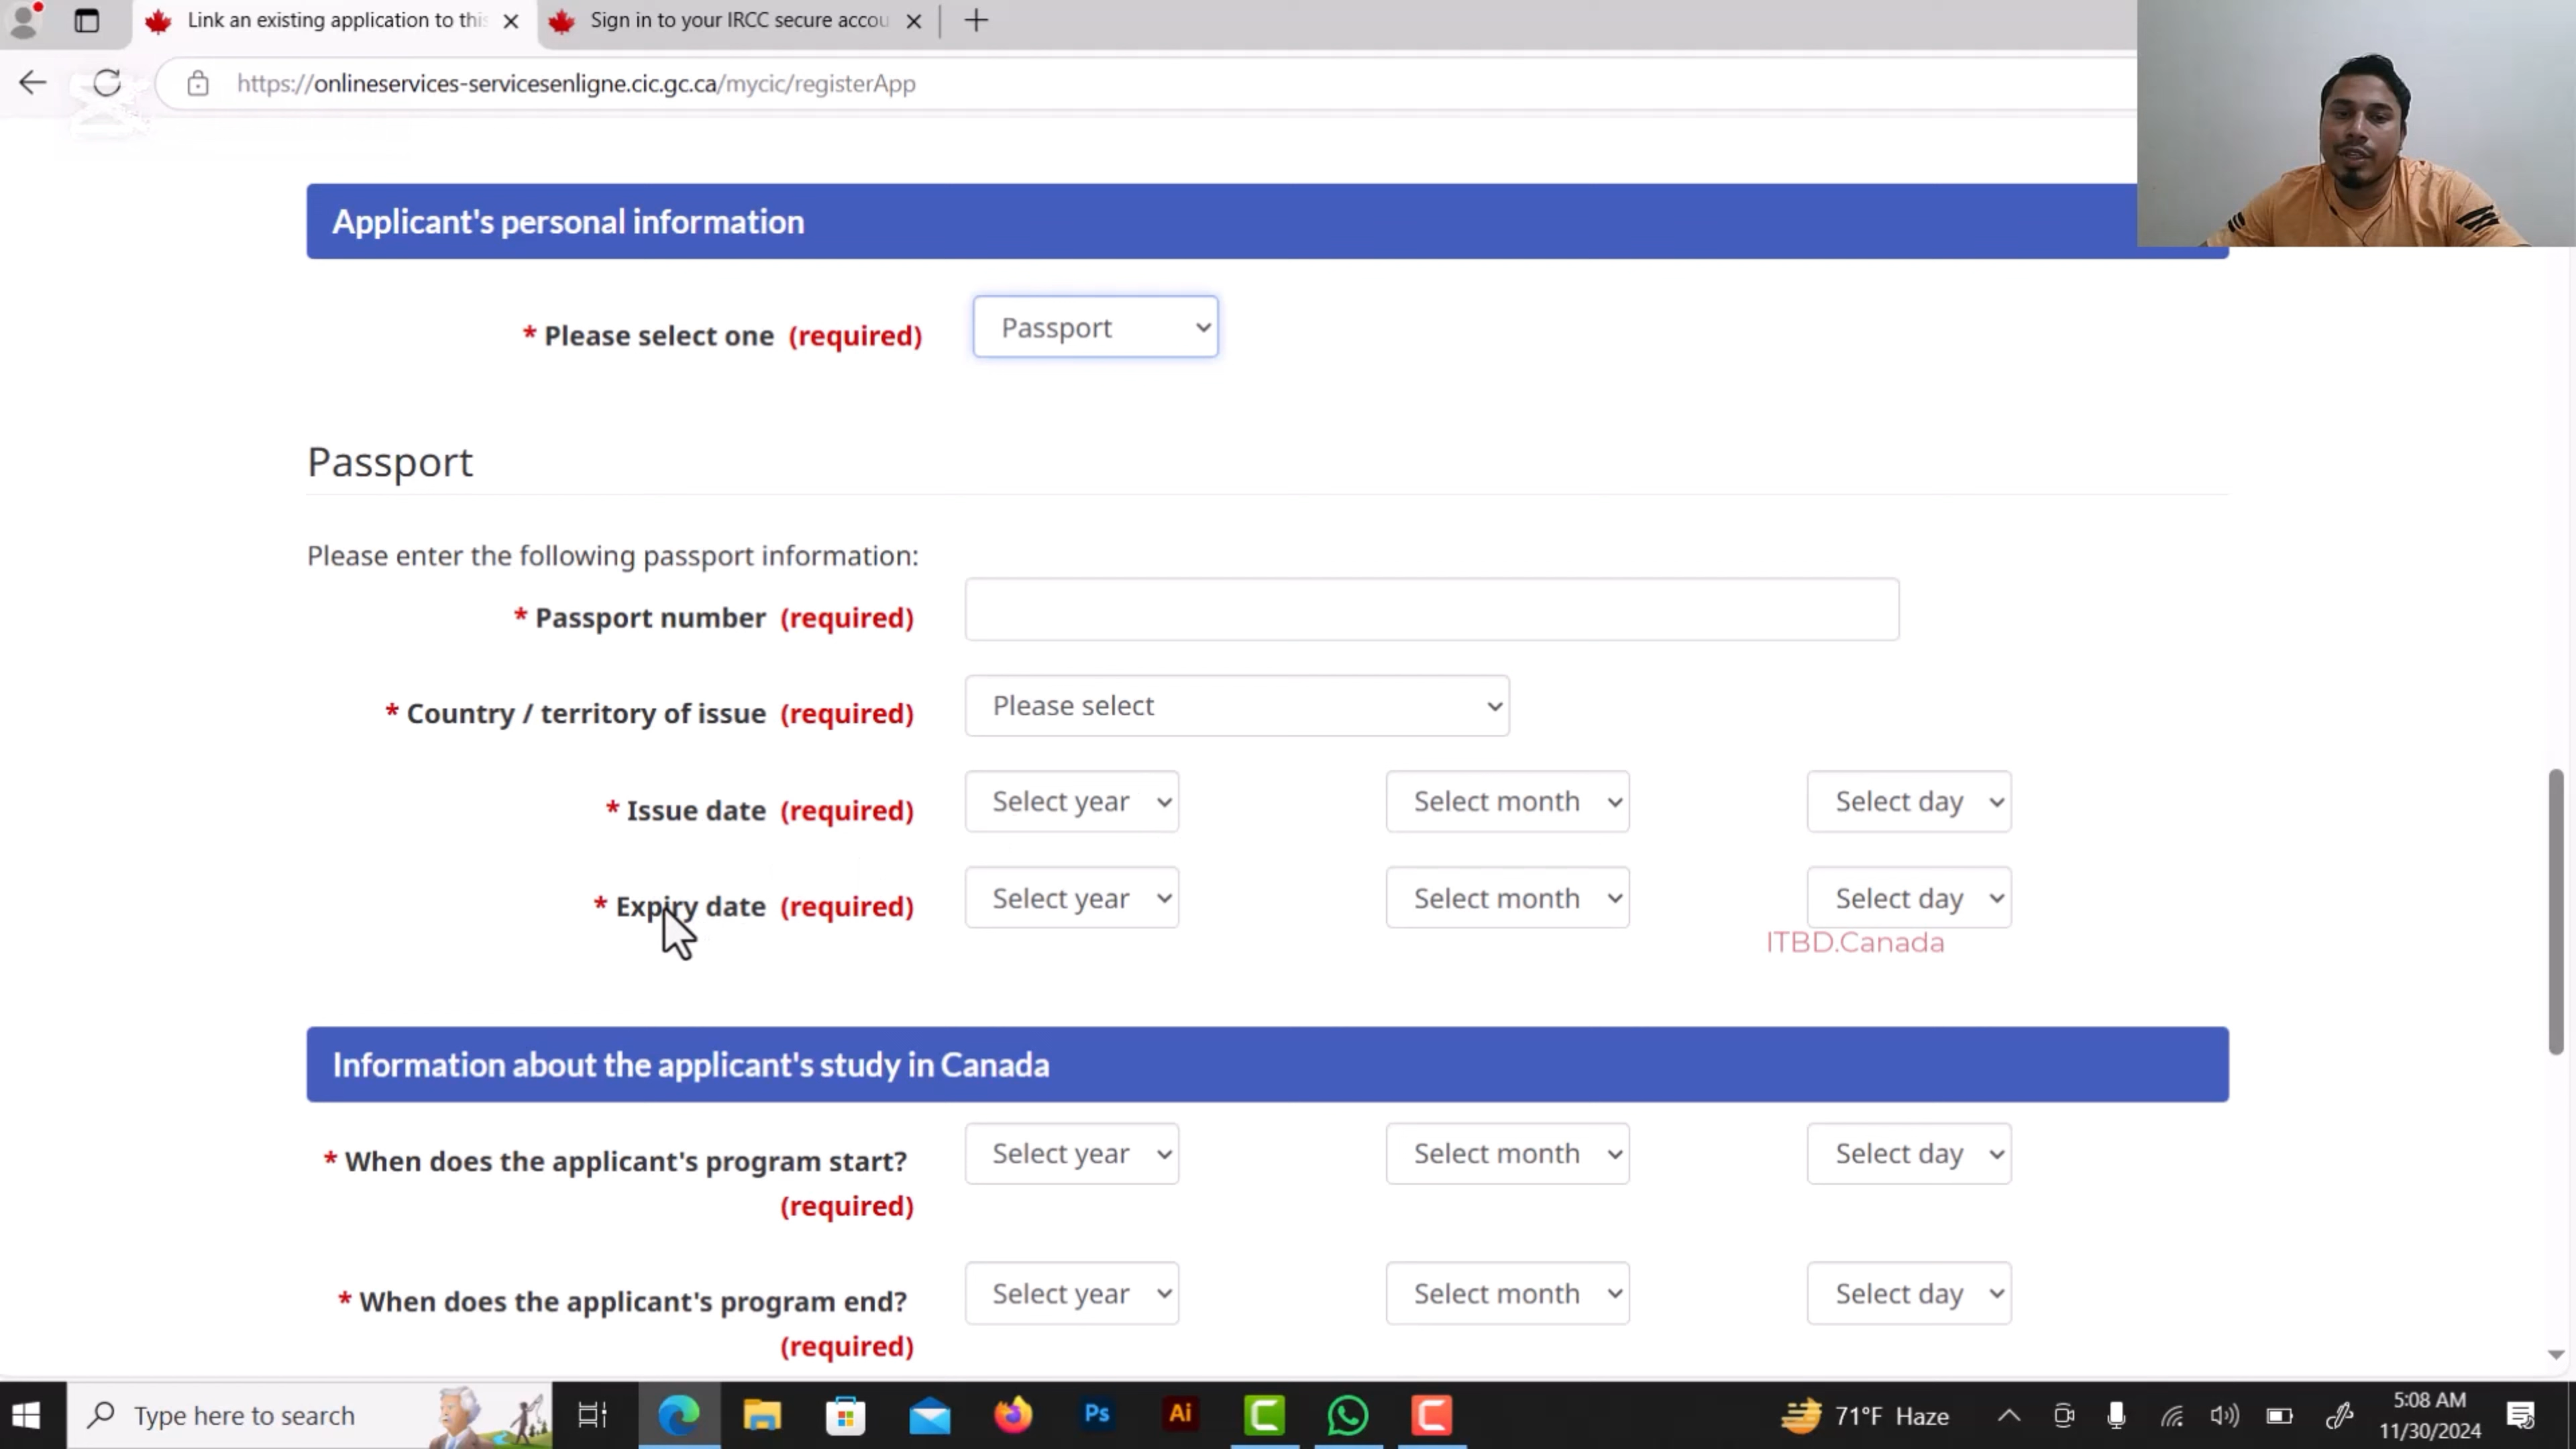 Link an existing application to this
Sign in to your IRCC secure accou
https://onlineservices-servicesenligne.cic.gc.ca/mycic/registerApp
Applicant's personal information
* Please select one (required)
Passport
Passport
Please enter the following passport information:
* Passport number (required)
* Country / territory of issue (required)
Please select
* Issue date (required)
Select year
Select month
Select day
* Expiry date (required)
Select year
Select month
Select day
ITBD.Canada
Information about the applicant's study in Canada
* When does the applicant's program start?
(required)
Select year
Select month
Select day
* When does the applicant's program end?
(required)
Select year
Select month
Select day
Type here to search
Ps
Ai
71°F Haze
5:08 AM
11/30/2024